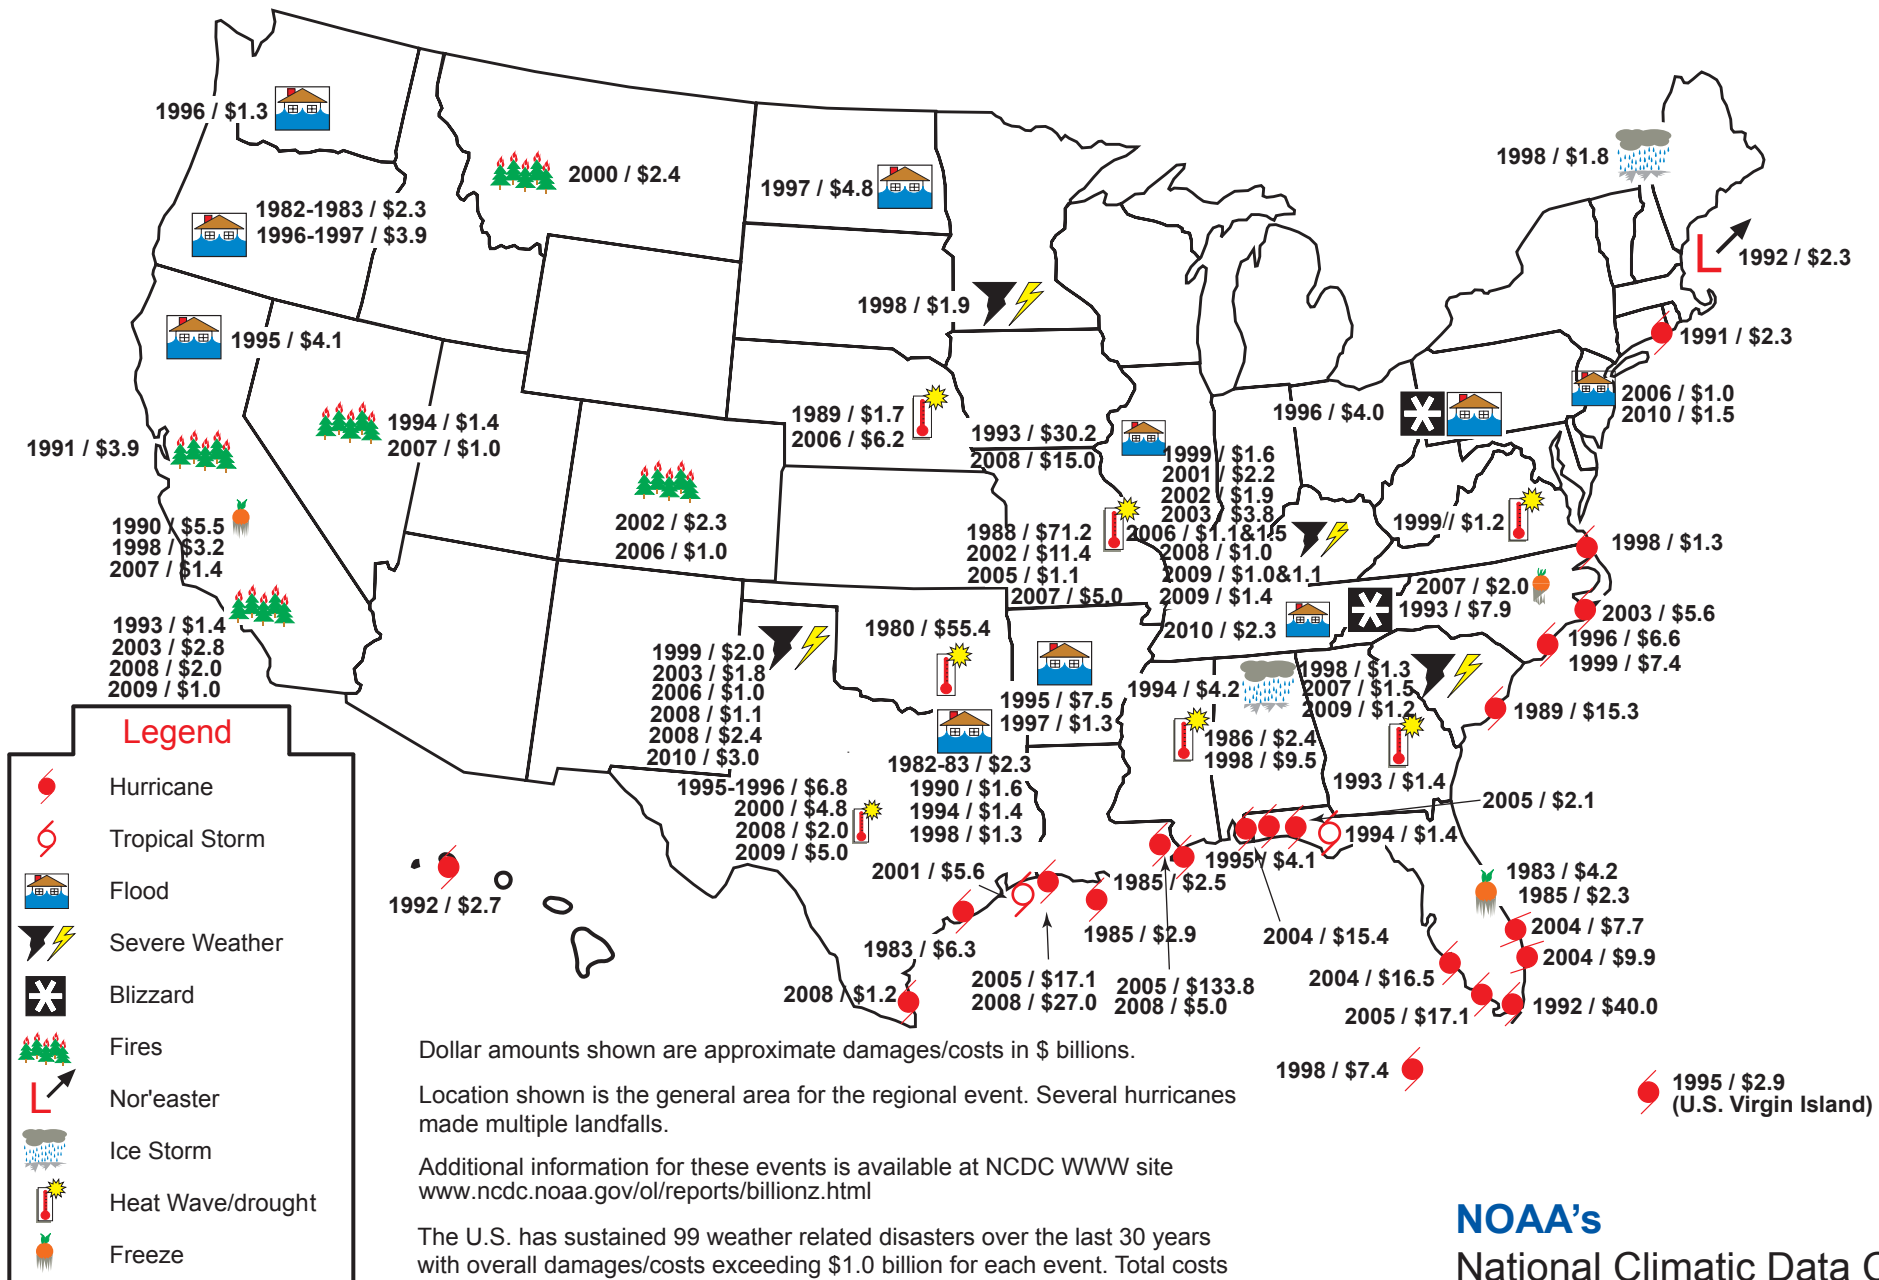 1996 / $1.3
2000 / $2.4
1997 / $4.8
1998 / $1.8
1982-1983 / $2.3
1996-1997 / $3.9
1992 / $2.3
1998 / $1.9
1995 / $4.1
1991 / $2.3
1994 / $1.4
2007 / $1.0
1989 / $1.7
2006 / $6.2
1996 / $4.0
2006 / $1.0
2010 / $1.5
1991 / $3.9
1993 / $30.2
2008 / $15.0
1999 / $1.6
2001 / $2.2
2002 / $1.9
2003 / $3.8
2006 / $1.1&1.5
2008 / $1.0
2009 / $1.0&1.1
2009 / $1.4
2002 / $2.3
2006 / $1.0
1990 / $5.5
1998 / $3.2
2007 / $1.4
1988 / $71.2
2002 / $11.4
2005 / $1.1
2007 / $5.0
1999// $1.2
1998 / $1.3
2007 / $2.0
1993 / $7.9
2003 / $5.6
1996 / $6.6
1999 / $7.4
1993 / $1.4
2003 / $2.8
2008 / $2.0
2009 / $1.0
1999 / $2.0
2003 / $1.8
2006 / $1.0
2008 / $1.1
2008 / $2.4
2010 / $3.0
1980 / $55.4
2010 / $2.3
1995 / $7.5
1997 / $1.3
1994 / $4.2
1998 / $1.3
2007 / $1.5
2009 / $1.2
1989 / $15.3
1986 / $2.4
1998 / $9.5
1993 / $1.4
1995-1996 / $6.8
2000 / $4.8
2008 / $2.0
2009 / $5.0
1982-83 / $2.3
1990 / $1.6
1994 / $1.4
1998 / $1.3
2005 / $2.1
1994 / $1.4
1995 / $4.1
2001 / $5.6
1985 / $2.5
1983 / $4.2
1985 / $2.3
1992 / $2.7
1983 / $6.3
1985 / $2.9
2004 / $15.4
2004 / $7.7
2004 / $9.9
2004 / $16.5
2008 / $1.2
2005 / $17.1
2008 / $27.0
2005 / $133.8
2008 / $5.0
2005 / $17.1
1992 / $40.0
1998 / $7.4
1995 / $2.9
(U.S. Virgin Island)
Legend
Hurricane
Tropical Storm
Flood
Severe Weather
Blizzard
Fires
L Nor'easter
Ice Storm
Heat Wave/drought
Freeze
L
Dollar amounts shown are approximate damages/costs in $ billions.
Location shown is the general area for the regional event. Several hurricanes
made multiple landfalls.
Additional information for these events is available at NCDC WWW site
www.ncdc.noaa.gov/ol/reports/billionz.html
The U.S. has sustained 99 weather related disasters over the last 30 years
with overall damages/costs exceeding $1.0 billion for each event. Total costs
NOAA's
National Climatic Data